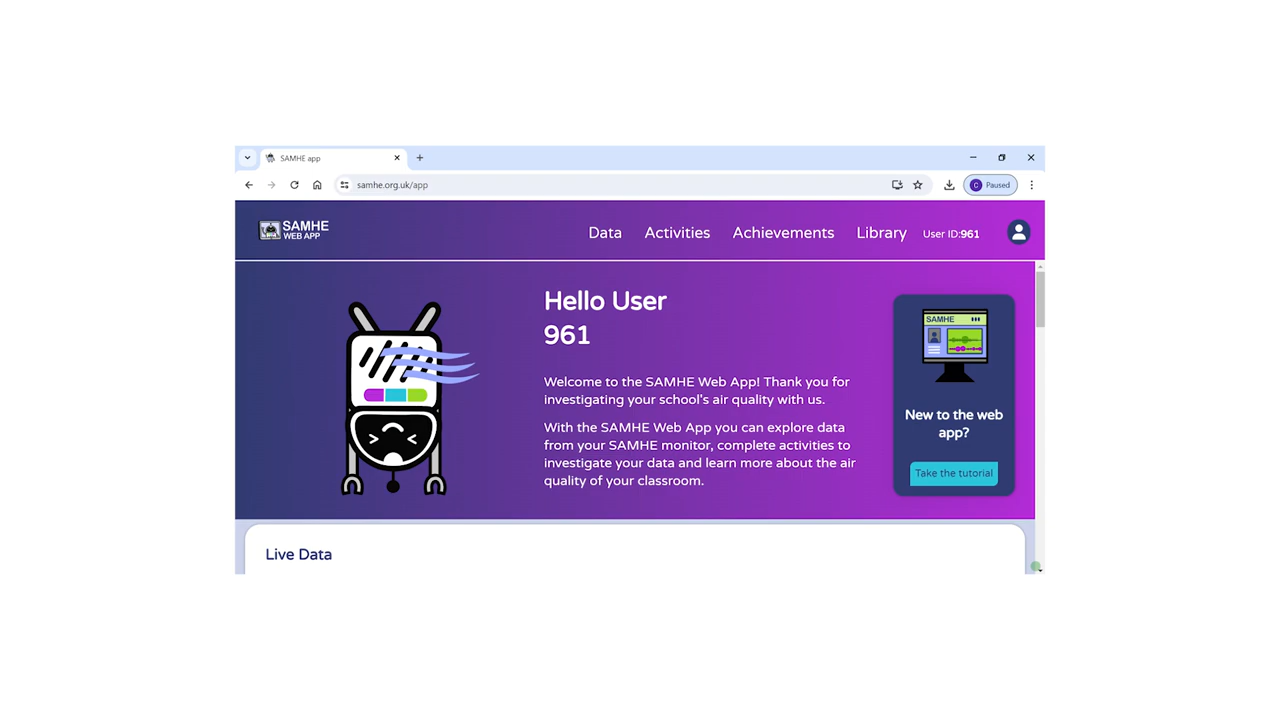 SAMHE app
samhe.org.uk/app
C Paused
SAMHE
WEB APP
Data Activities Achievements Library User ID:961
Hello User
961
Welcome to the SAMHE Web App! Thank you for
investigating your school's air quality with us.
With the SAMHE Web App you can explore data
from your SAMHE monitor, complete activities to
investigate your data and learn more about the air
quality of your classroom.
SAMHE
New to the web
app?
Take the tutorial
Live Data